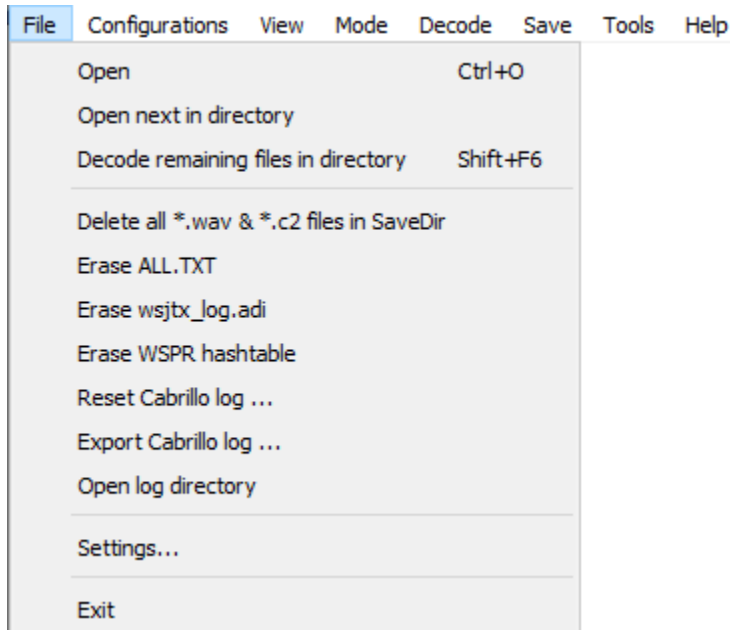 File Configurations View Mode Decode Save Tools Help
Open Ctrl+O
Open next in directory
Decode remaining files in directory Shift+F6
Delete all *.wav & *.c2 files in SaveDir
Erase ALL.TXT
Erase wsjtx_log.adi
Erase WSPR hashtable
Reset Cabrillo log ...
Export Cabrillo log ...
Open log directory
Settings...
Exit